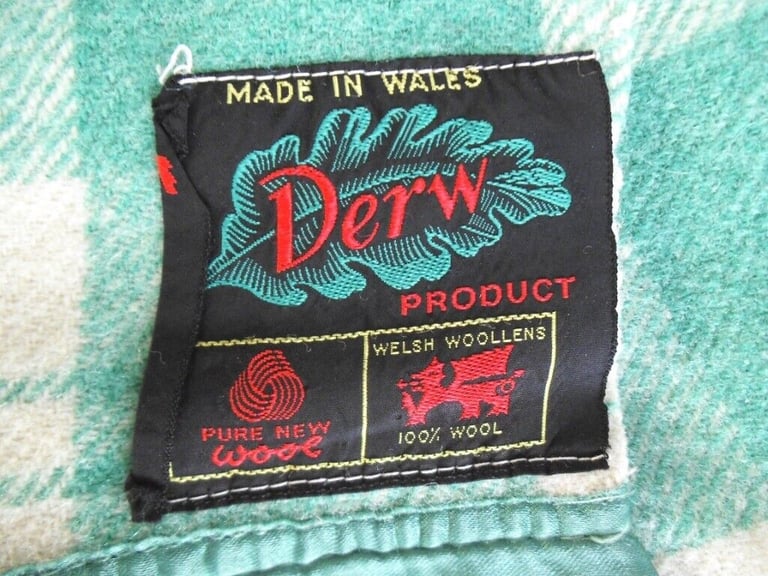 MADE IN WALES
Derw
PRODUCT
PURE NEW
wool
WELSH WOOLLENS
100% WOOL